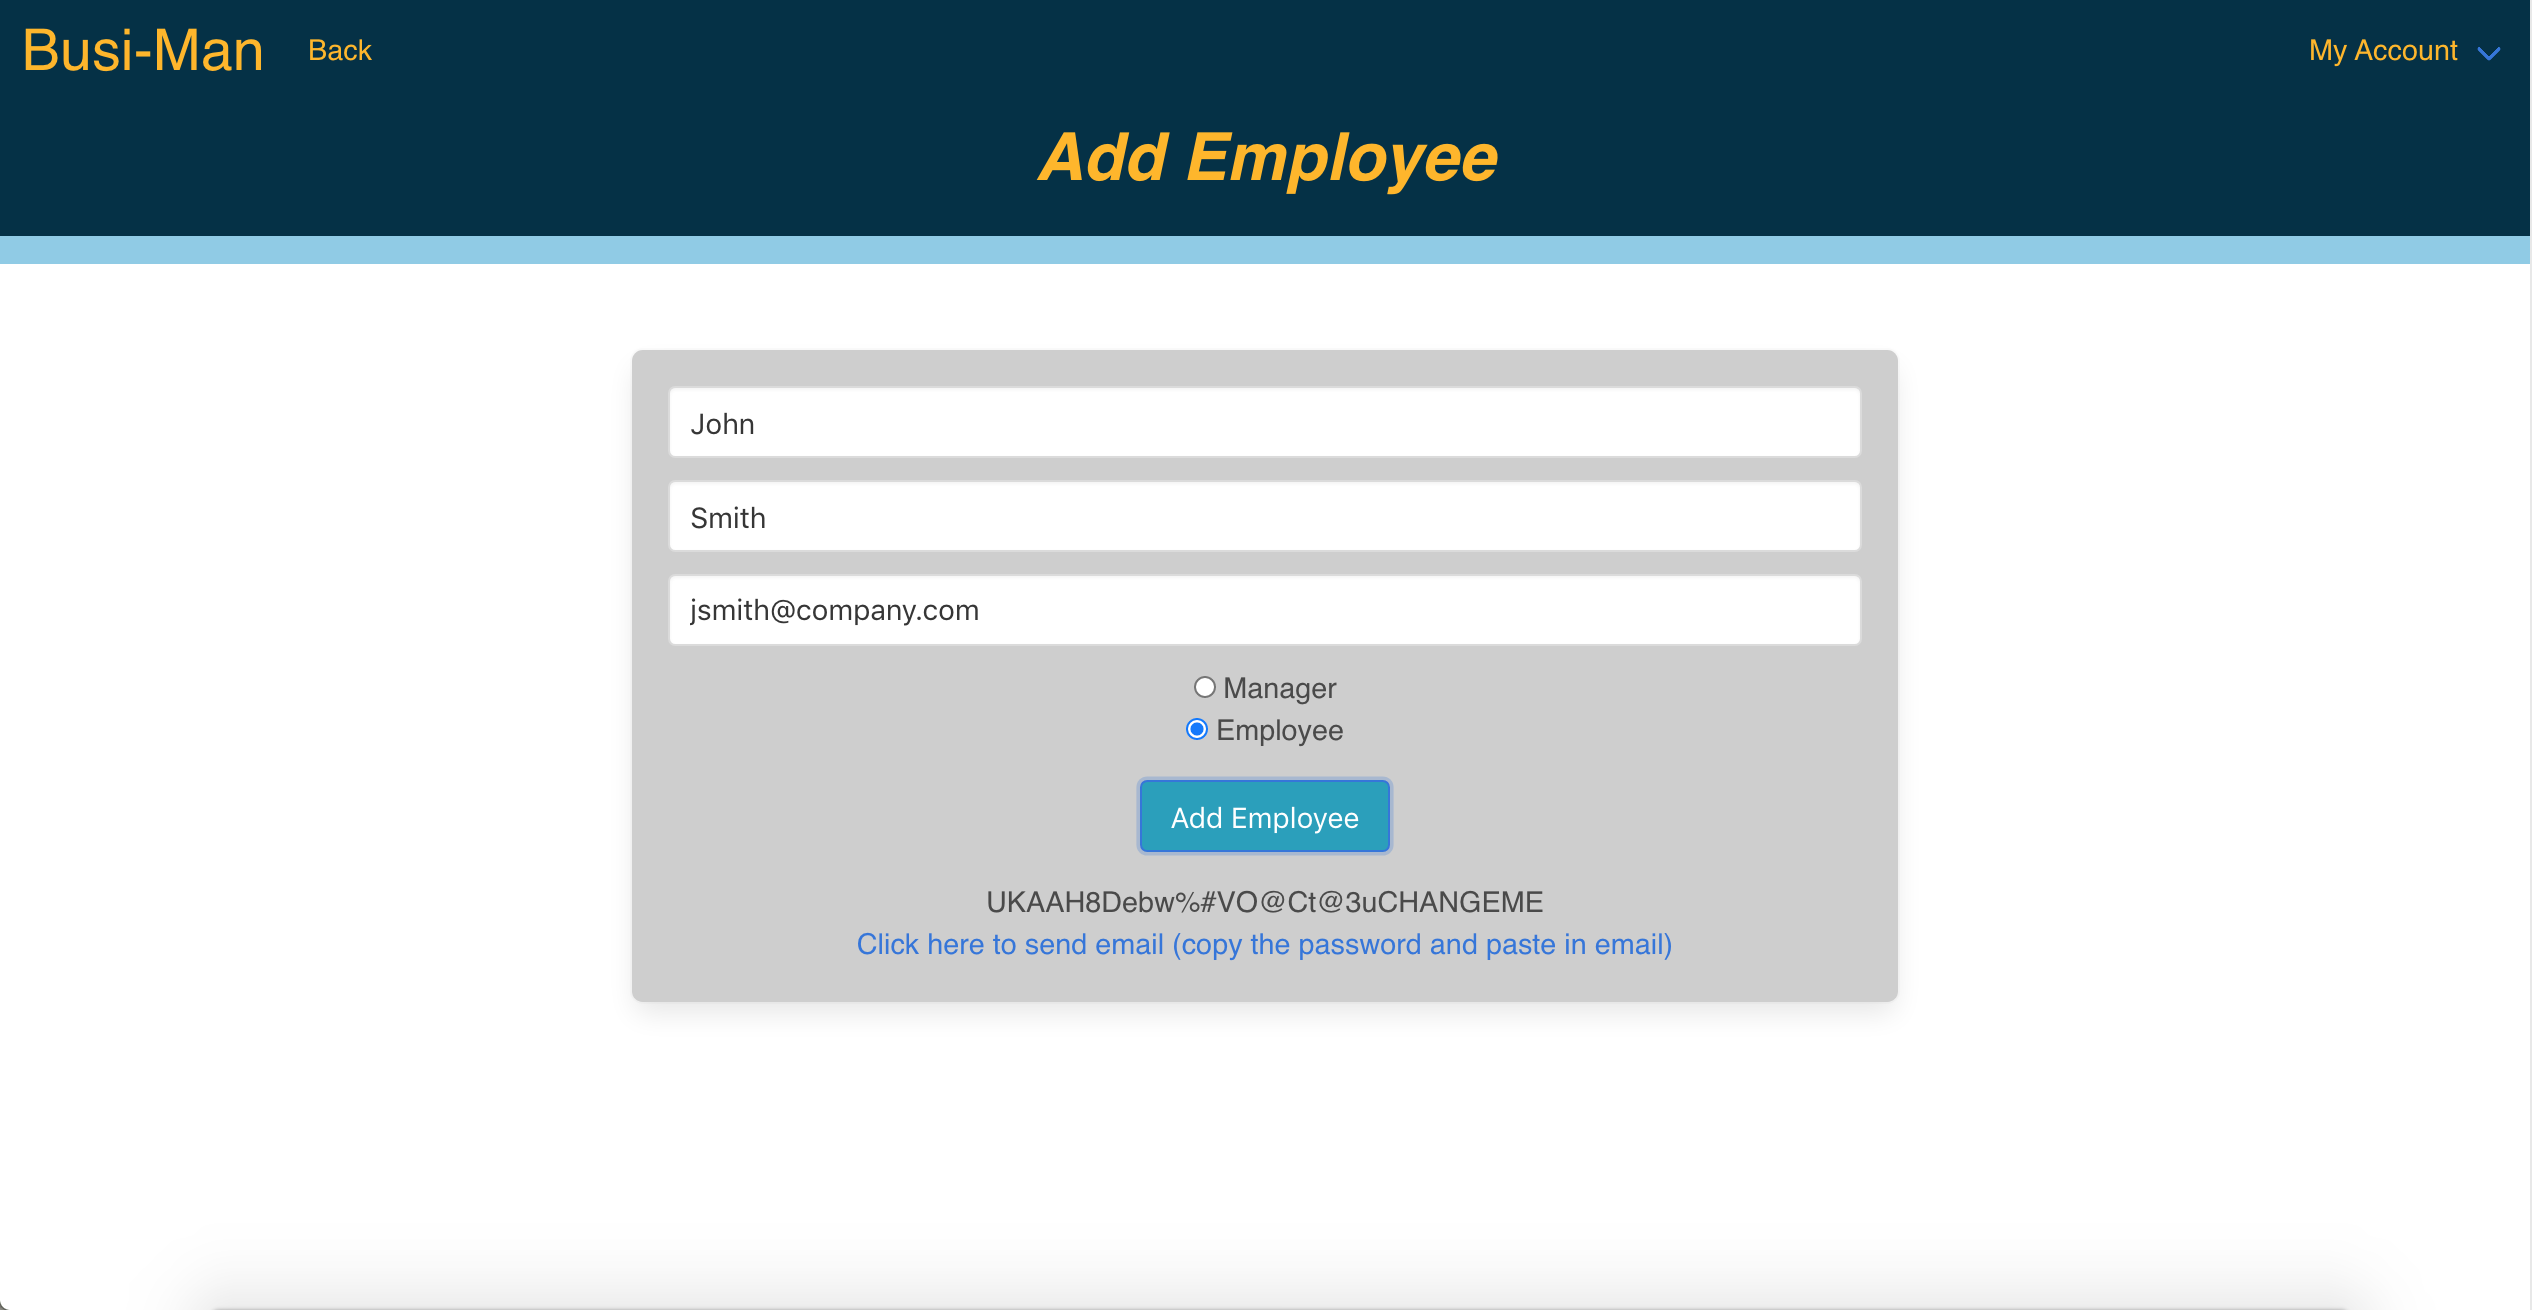 Busi-Man Back My Account
Add Employee
John
Smith
jsmith@company.com
Manager
Employee
Add Employee
UKAAH8Debw%#VO@Ct@3uCHANGEME
Click here to send email (copy the password and paste in email)